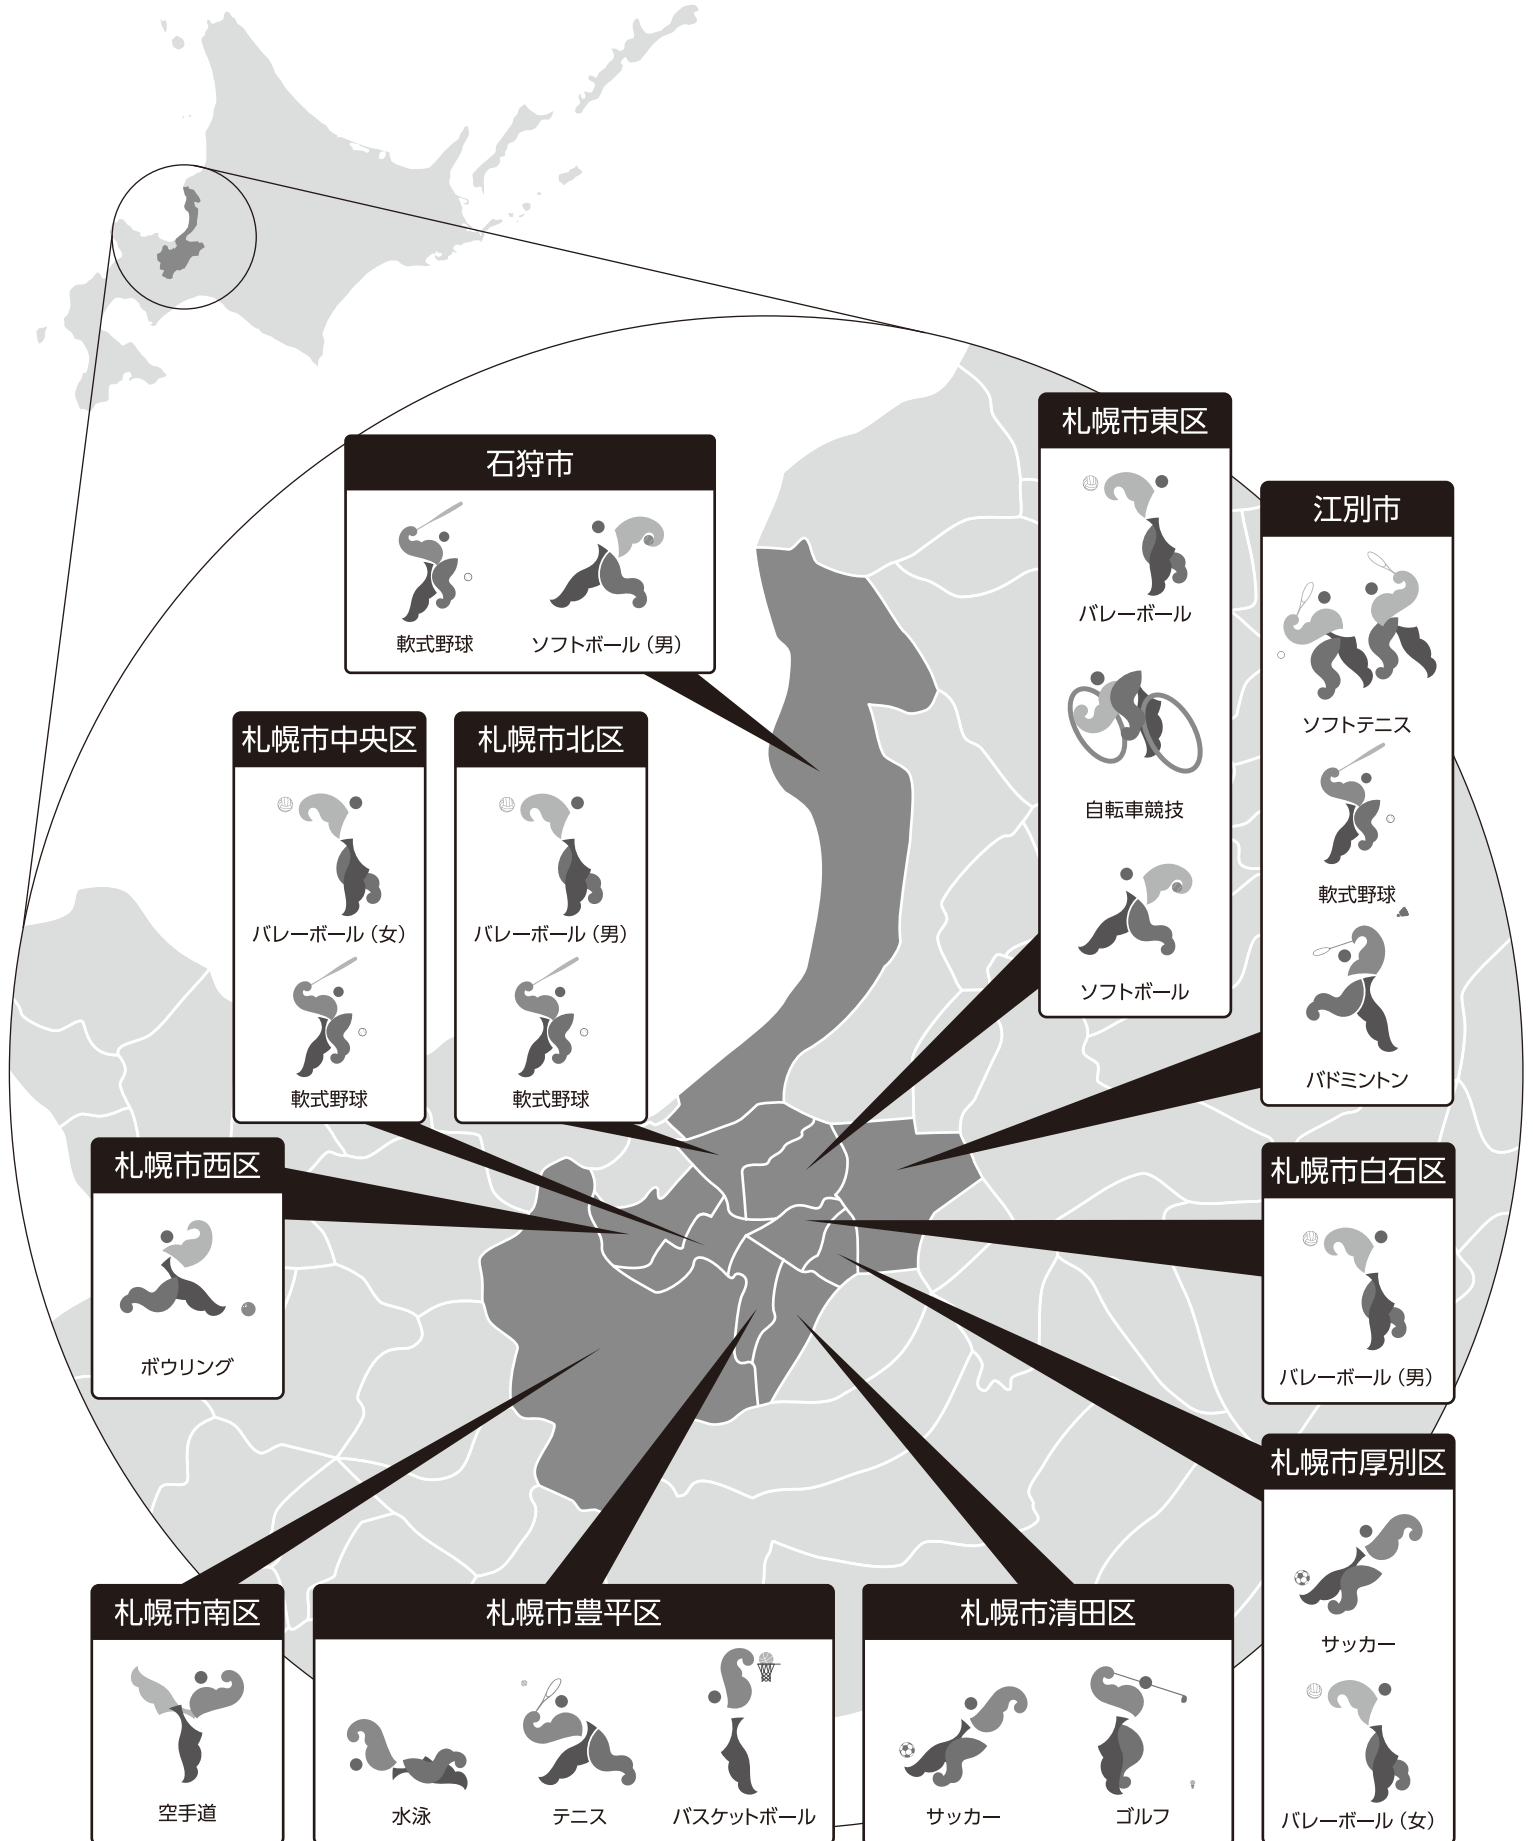 札幌市東区
バレーボール
自転車競技
ソフトボール
石狩市
軟式野球
ソフトボール（男）
江別市
ソフトテニス
軟式野球
バドミントン
札幌市中央区
バレーボール（女）
軟式野球
札幌市北区
バレーボール（男）
軟式野球
札幌市西区
ボウリング
札幌市白石区
バレーボール（男）
札幌市厚別区
サッカー
バレーボール（女）
札幌市南区
空手道
札幌市豊平区
水泳
テニス
バスケットボール
札幌市清田区
サッカー
ゴルフ